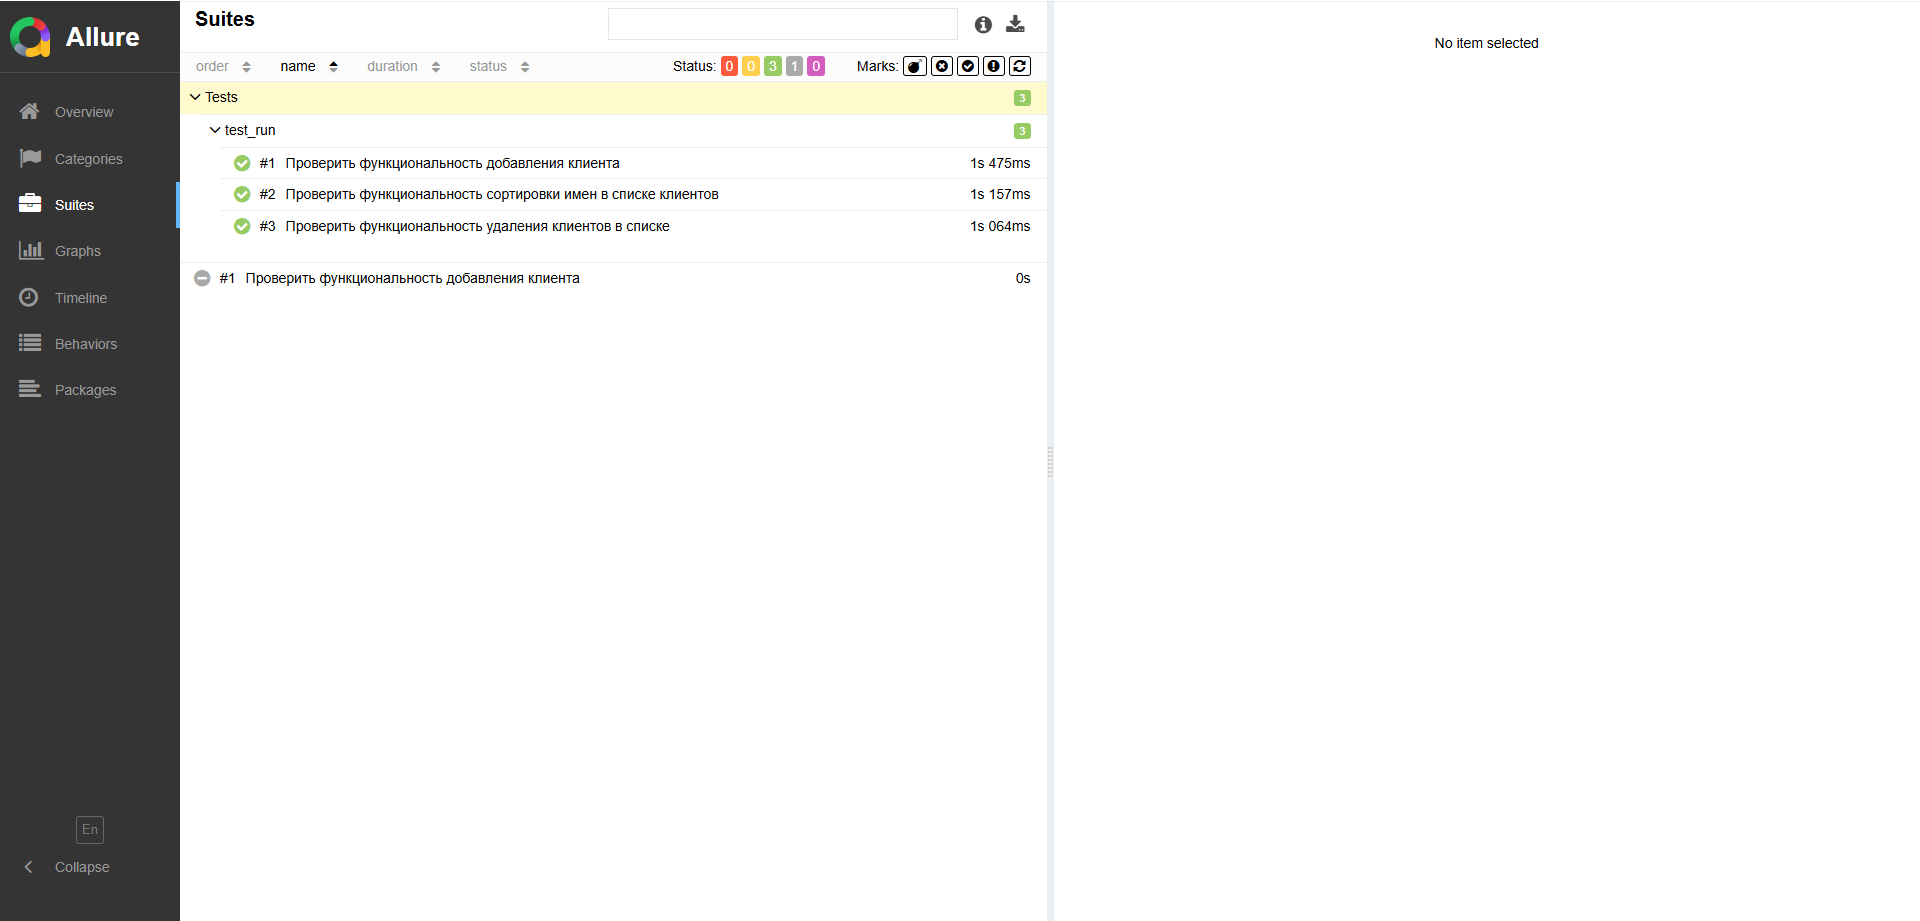 Allure
Overview
Categories
Suites
Graphs
Timeline
Behaviors
Packages
En
Collapse
Suites
order name duration status Status: 0 0 3 1 0 Marks:
Tests 3
test_run 3
#1 Проверить функциональность добавления клиента 1s 475ms
#2 Проверить функциональность сортировки имен в списке клиентов 1s 157ms
#3 Проверить функциональность удаления клиентов в списке 1s 064ms
#1 Проверить функциональность добавления клиента 0s
No item selected